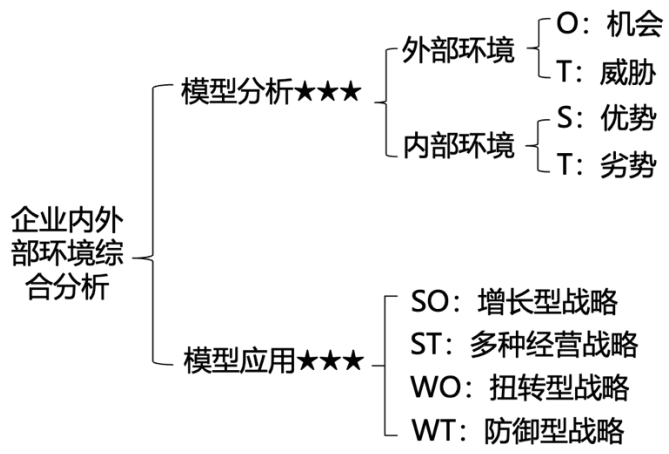 企业内外
部环境综
合分析
模型分析★★★
外部环境
O：机会
T：威胁
内部环境
S：优势
T：劣势
模型应用★★★
SO：增长型战略
ST：多种经营战略
WO：扭转型战略
WT：防御型战略